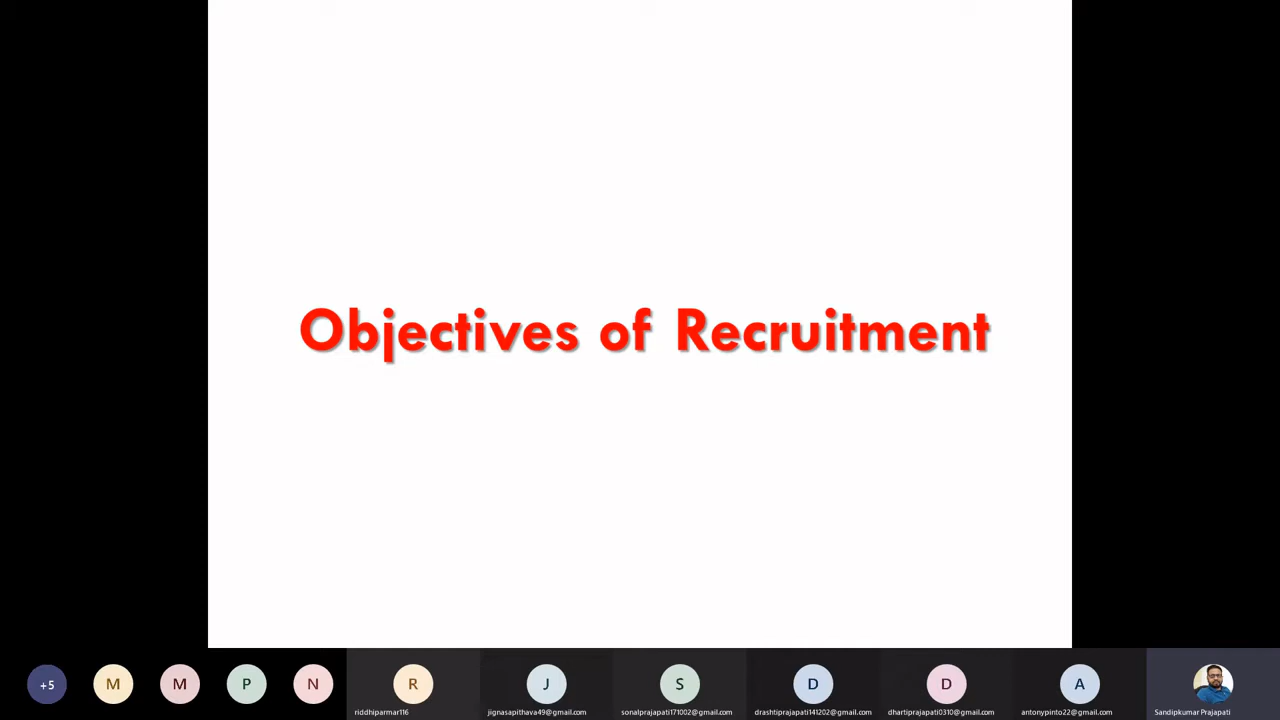 Objectives of Recruitment
+5
M
M
P
N
R
J
S
D
D
A
riddhiparmar116
jignasapithava49@gmail.com
sonalprajapati171002@gmail.com
drashtiprajapati141202@gmail.com
dhartiprajapati0310@gmail.com
antonypinto22@gmail.com
Sandipkumar Prajapati